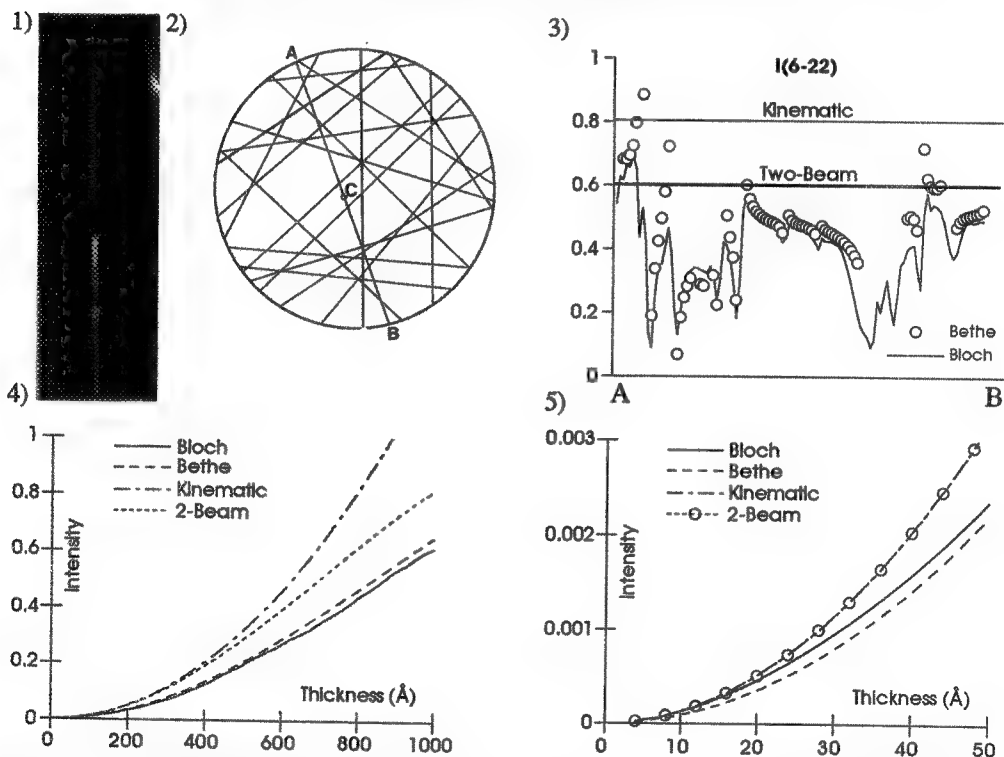 1)
2)
A
C
B
3)
I(6-22)
1
0.8
0.6
0.4
0.2
0
Kinematic
Two-Beam
Bethe
Bloch
A
B
4)
1
0.8
0.6
0.4
0.2
0
Intensity
Bloch
Bethe
Kinematic
2-Beam
Thickness (Å)
0 200 400 600 800 1000
5)
0.003
0.002
0.001
0
Intensity
Bloch
Bethe
Kinematic
2-Beam
Thickness (Å)
0 10 20 30 40 50